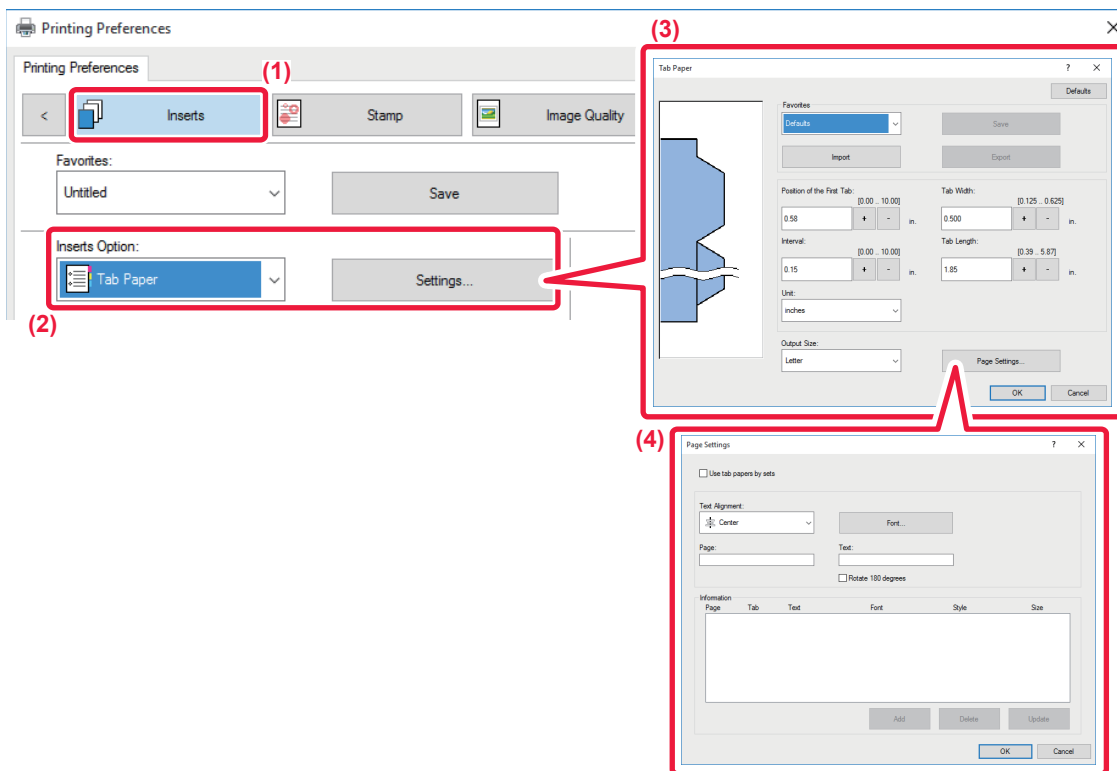 Printing Preferences
Printing Preferences
(1)
< Inserts Stamp Image Quality
Favorites:
Untitled Save
Inserts Option:
Tab Paper Settings...
(2)
(3)
Tab Paper ? X
Defaults
Favorites
Defaults Save
Import Export
Position of the First Tab: Tab Width:
[0.00 .. 10.00] [0.125 .. 0.625]
0.58 + - in. 0.500 + - in.
Interval: Tab Length:
[0.00 .. 10.00] [0.39 .. 5.87]
0.15 + - in. 1.85 + - in.
Unit:
inches
Output Size:
Letter Page Settings...
OK Cancel
(4)
Page Settings ? X
Use tab papers by sets
Text Alignment:
Center Font...
Page: Text:
Rotate 180 degrees
Information
Page Tab Text Font Style Size
Add Delete Update
OK Cancel